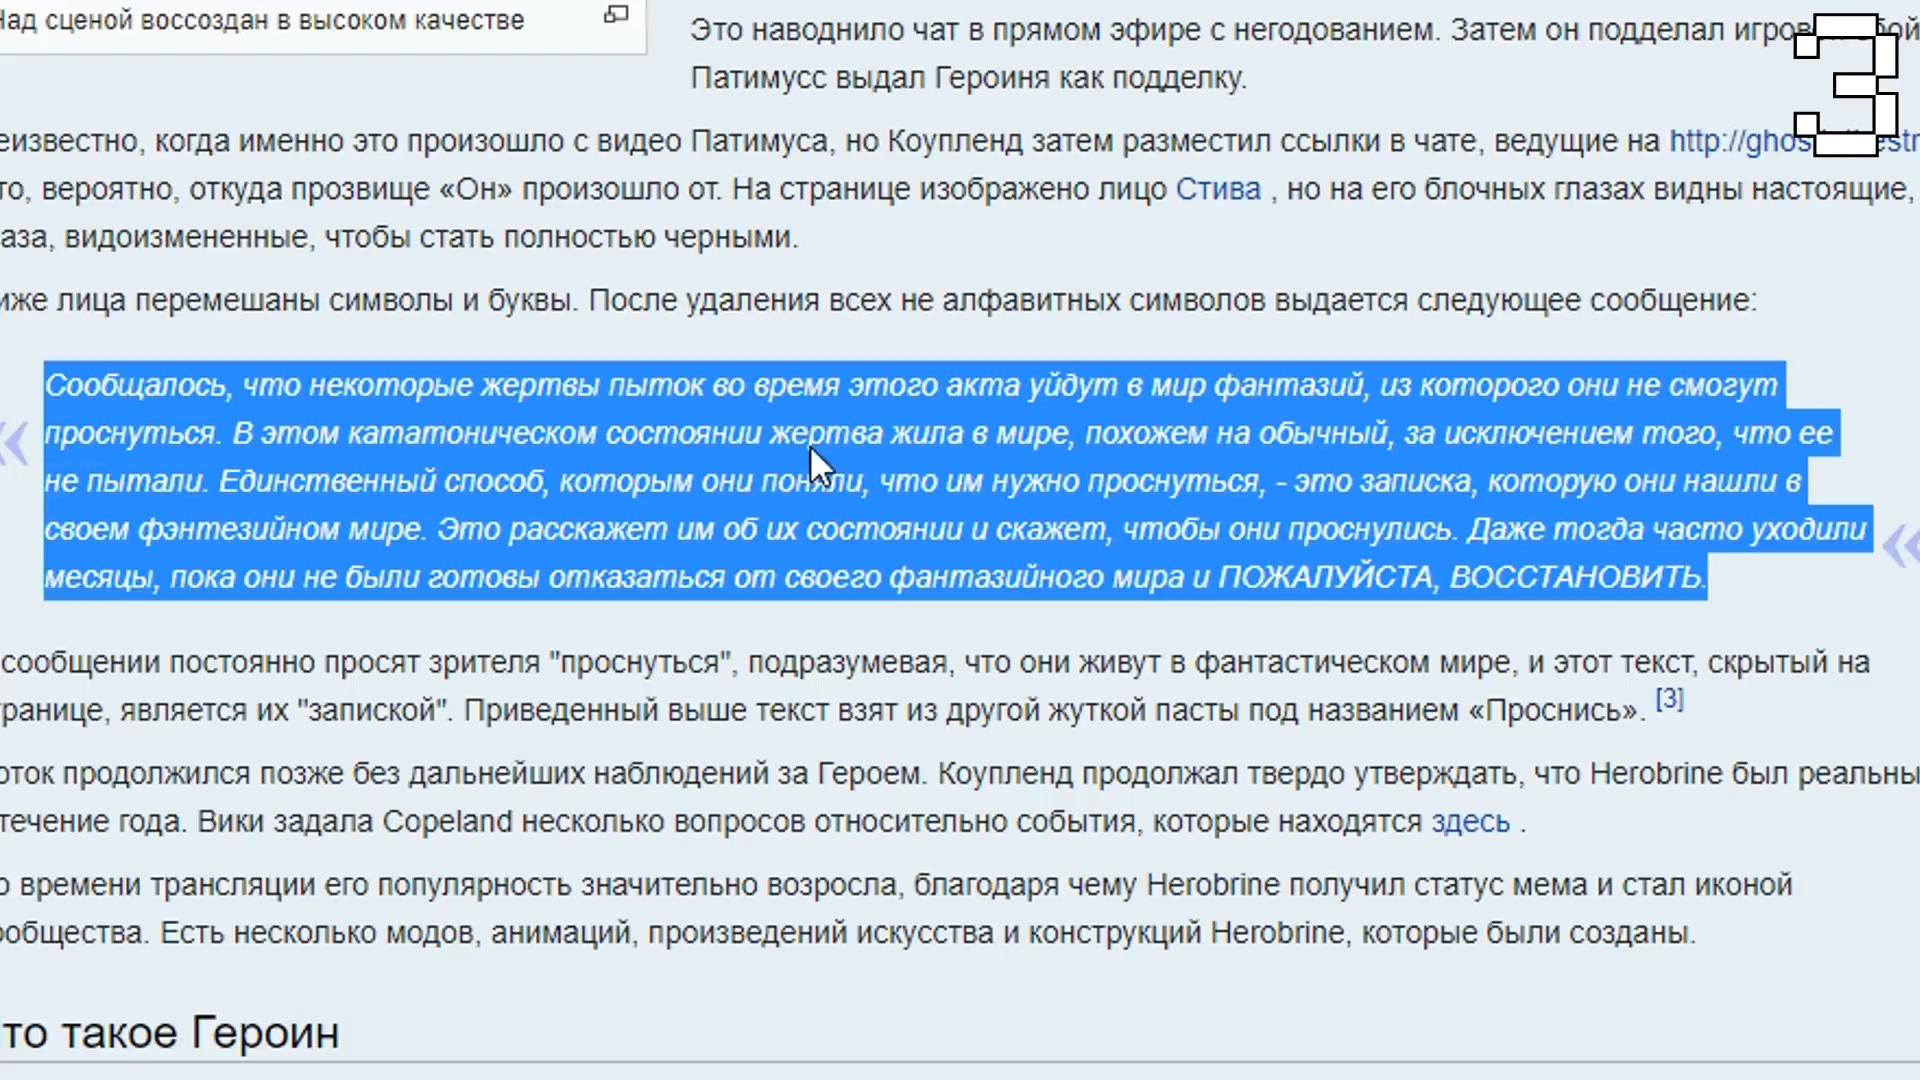 Над сценой воссоздан в высоком качестве
Это наводнило чат в прямом эфире с негодованием. Затем он подделал
Патимусс выдал Героиня как подделку.
3
еизвестно, когда именно это произошло с видео Патимуса, но Коупленд затем разместил ссылки в чате, ведущие на
то, вероятно, откуда прозвище «Он» произошло от. На странице изображено лицо Стива , но на его блочных глазах видны настоящие,
аза, видоизмененные, чтобы стать полностью черными.
иже лица перемешаны символы и буквы. После удаления всех не алфавитных символов выдается следующее сообщение:
« Сообщалось, что некоторые жертвы пыток во время этого акта уйдут в мир фантазий, из которого они не смогут
проснуться. В этом кататоническом состоянии жертва жила в мире, похожем на обычный, за исключением того, что ее
не пытали. Единственный способ, которым они поняли, что им нужно проснуться, - это записка, которую они нашли в
своем фэнтезийном мире. Это расскажет им об их состоянии и скажет, чтобы они проснулись. Даже тогда часто уходили
месяцы, пока они не были готовы отказаться от своего фантазийного мира и ПОЖАЛУЙСТА, ВОССТАНОВИТЬ. «
сообщении постоянно просят зрителя "проснуться", подразумевая, что они живут в фантастическом мире, и этот текст, скрытый на
транице, является их "запиской". Приведенный выше текст взят из другой жуткой пасты под названием «Проснись». [3]
оток продолжился позже без дальнейших наблюдений за Героем. Коупленд продолжал твердо утверждать, что Herobrine был реальны
течение года. Вики задала Copeland несколько вопросов относительно события, которые находятся здесь .
о времени трансляции его популярность значительно возросла, благодаря чему Herobrine получил статус мема и стал иконой
ообщества. Есть несколько модов, анимаций, произведений искусства и конструкций Herobrine, которые были созданы.
то такое Героин